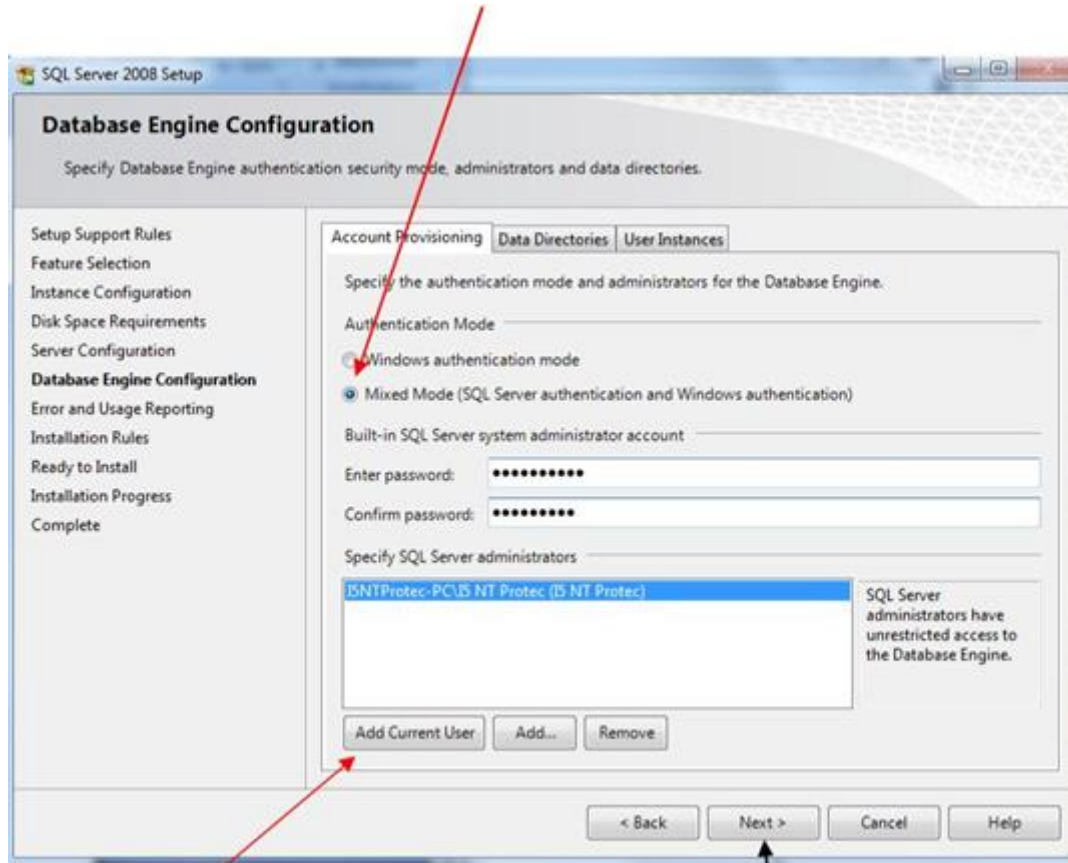 SQL Server 2008 Setup
Database Engine Configuration
Specify Database Engine authentication security mode, administrators and data directories.
Setup Support Rules
Feature Selection
Instance Configuration
Disk Space Requirements
Server Configuration
Database Engine Configuration
Error and Usage Reporting
Installation Rules
Ready to Install
Installation Progress
Complete
Account Provisioning
Data Directories
User Instances
Specify the authentication mode and administrators for the Database Engine.
Authentication Mode
Windows authentication mode
Mixed Mode (SQL Server authentication and Windows authentication)
Built-in SQL Server system administrator account
Enter password: ●●●●●●●●●●
Confirm password: ●●●●●●●●●
Specify SQL Server administrators
I5NTProtec-PC\I5 NT Protec (I5 NT Protec)
SQL Server
administrators have
unrestricted access to
the Database Engine.
Add Current User
Add...
Remove
< Back
Next >
Cancel
Help